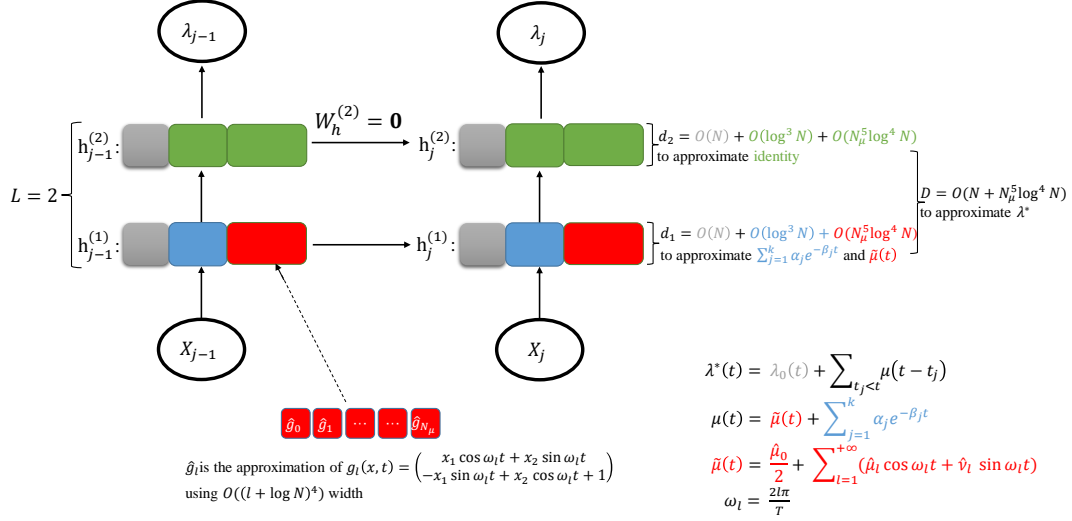 λ_{j−1}
λ_j
W_h^{(2)} = 𝟎
h_{j−1}^{(2)}:
h_j^{(2)}:
d_2 = O(N) + O(log^3 N) + O(N_μ^5 log^4 N)
to approximate identity
L = 2
D = O(N + N_μ^5 log^4 N)
to approximate λ*
h_{j−1}^{(1)}:
h_j^{(1)}:
d_1 = O(N) + O(log^3 N) + O(N_μ^5 log^4 N)
to approximate ∑_{j=1}^k α_j e^{−β_j t} and μ̃(t)
X_{j−1}
X_j
ĝ_0 ĝ_1 ⋯ ⋯ ĝ_{N_μ}
ĝ_l is the approximation of g_l(x, t) = ( x_1 cos ω_l t + x_2 sin ω_l t
−x_1 sin ω_l t + x_2 cos ω_l t + 1 )
using O((l + log N)^4) width
λ*(t) = λ_0(t) + ∑_{t_j<t} μ(t − t_j)
μ(t) = μ̃(t) + ∑_{j=1}^k α_j e^{−β_j t}
μ̃(t) = μ̂_0/2 + ∑_{l=1}^{+∞} (μ̂_l cos ω_l t + ν̂_l sin ω_l t)
ω_l = 2lπ/T